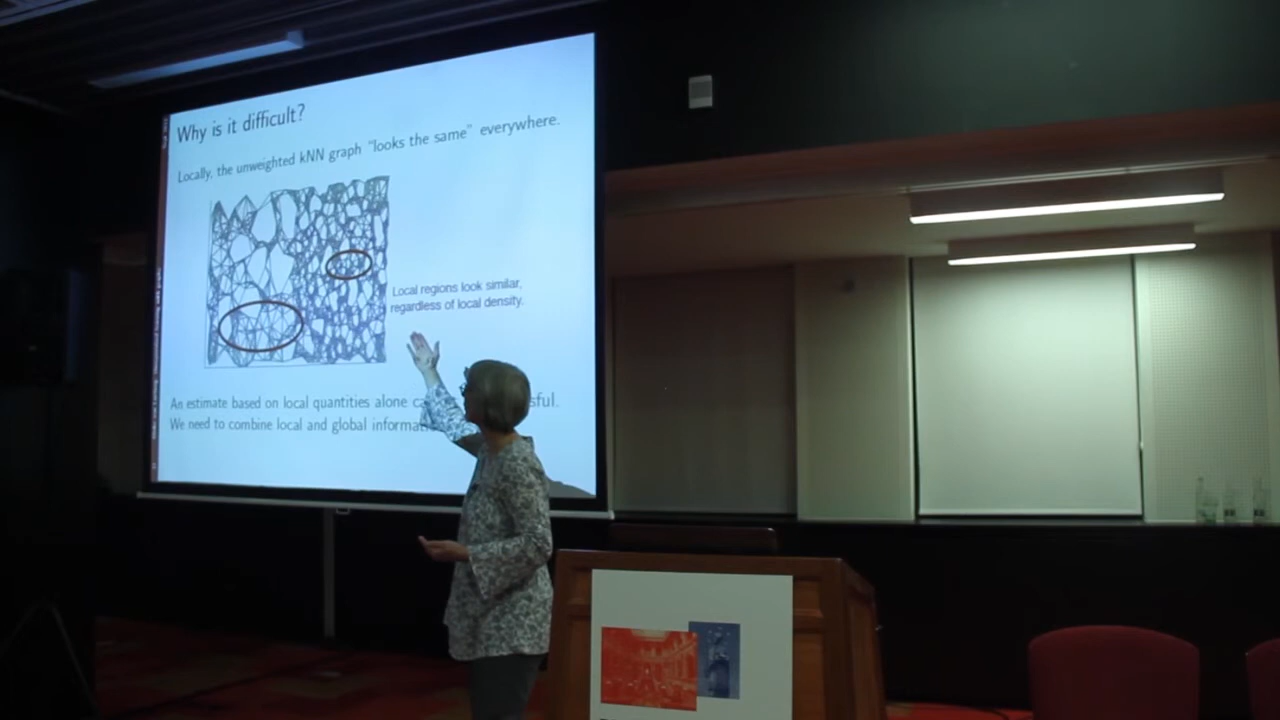 Why is it difficult?
Locally, the unweighted kNN graph "looks the same" everywhere.
Local regions look similar,
regardless of local density.
An estimate based on local quantities alone
We need to combine local and global